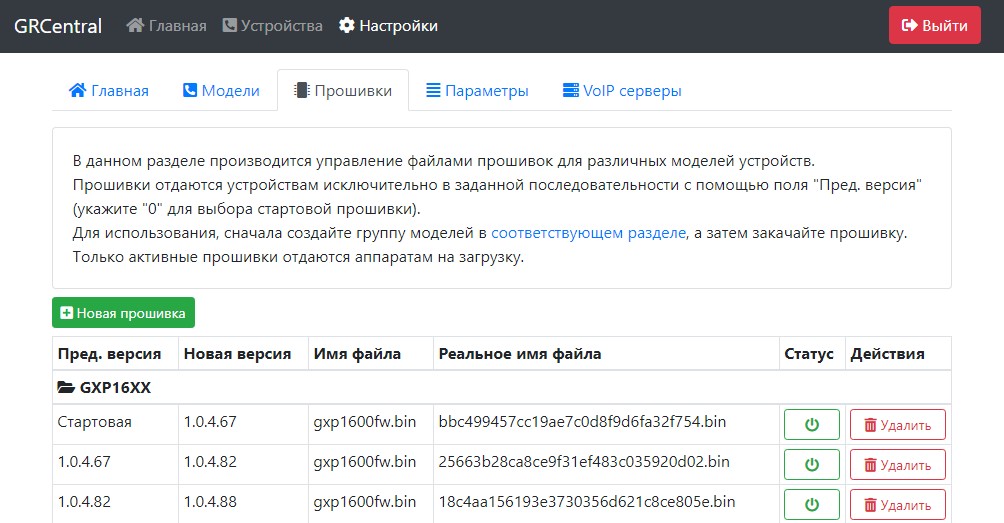 GRCentral Главная Устройства Настройки Выйти
Главная Модели Прошивки Параметры VoIP серверы
В данном разделе производится управление файлами прошивок для различных моделей устройств.
Прошивки отдаются устройствам исключительно в заданной последовательности с помощью поля "Пред. версия"
(укажите "0" для выбора стартовой прошивки).
Для использования, сначала создайте группу моделей в соответствующем разделе, а затем закачайте прошивку.
Только активные прошивки отдаются аппаратам на загрузку.
Новая прошивка
Пред. версия Новая версия Имя файла Реальное имя файла Статус Действия
GXP16XX
Стартовая 1.0.4.67 gxp1600fw.bin bbc499457cc19ae7c0d8f9d6fa32f754.bin Удалить
1.0.4.67 1.0.4.82 gxp1600fw.bin 25663b28ca8ce9f31ef483c035920d02.bin Удалить
1.0.4.82 1.0.4.88 gxp1600fw.bin 18c4aa156193e3730356d621c8ce805e.bin Удалить